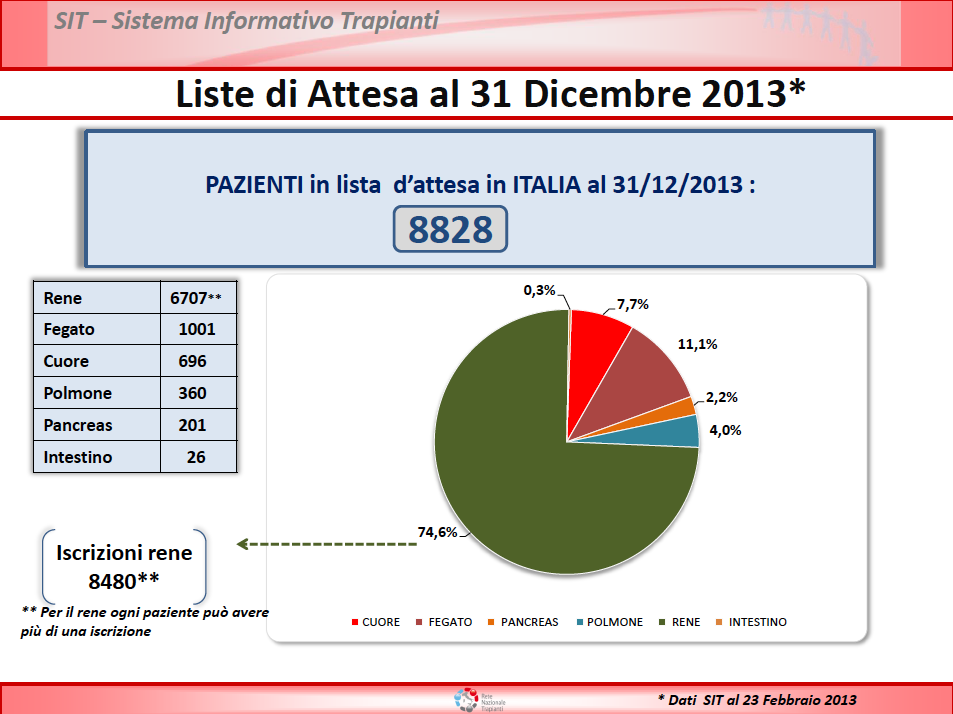 SIT – Sistema Informativo Trapianti
Liste di Attesa al 31 Dicembre 2013*
PAZIENTI in lista d’attesa in ITALIA al 31/12/2013 :
8828
Rene 6707**
Fegato 1001
Cuore 696
Polmone 360
Pancreas 201
Intestino 26
0,3%
7,7%
11,1%
2,2%
4,0%
74,6%
Iscrizioni rene
8480**
** Per il rene ogni paziente può avere
più di una iscrizione
CUORE FEGATO PANCREAS POLMONE RENE INTESTINO
Rete
Nazionale
Trapianti
* Dati SIT al 23 Febbraio 2013